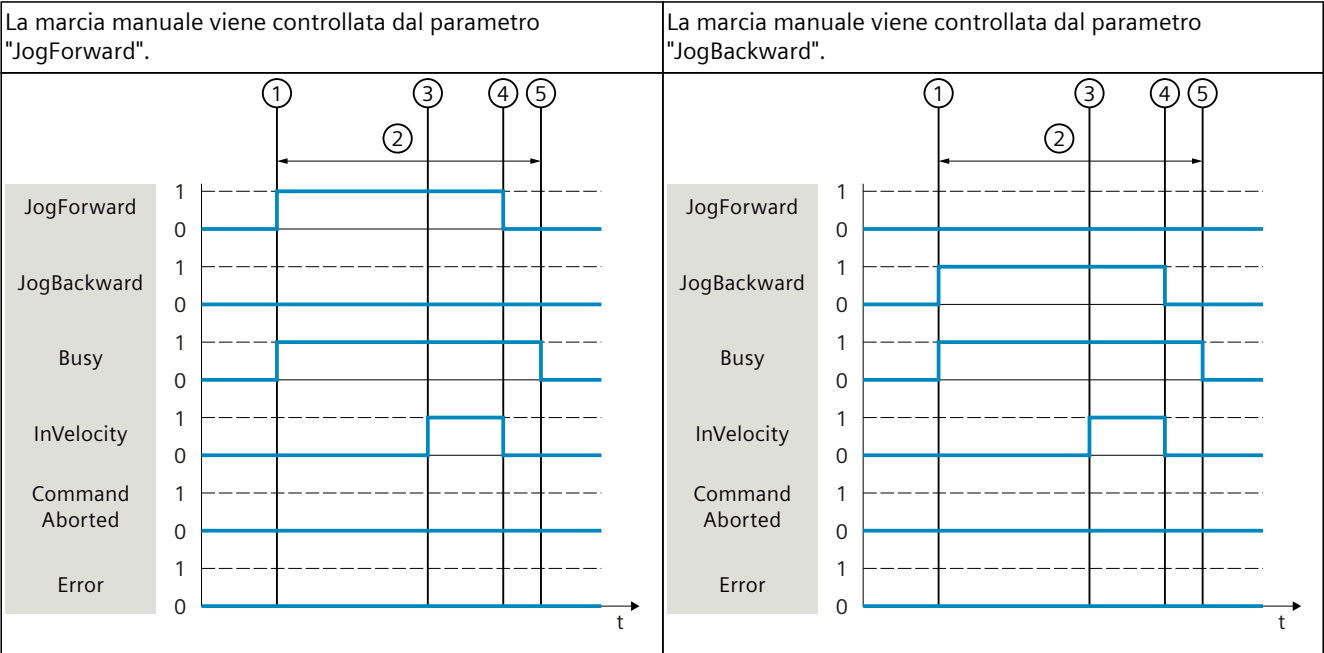 La marcia manuale viene controllata dal parametro
"JogForward".
La marcia manuale viene controllata dal parametro
"JogBackward".
1 3 4 5
2
JogForward 1
0
JogBackward 1
0
Busy 1
0
InVelocity 1
0
Command
Aborted
1
0
Error 1
0
t
1 3 4 5
2
JogForward 1
0
JogBackward 1
0
Busy 1
0
InVelocity 1
0
Command
Aborted
1
0
Error 1
0
t